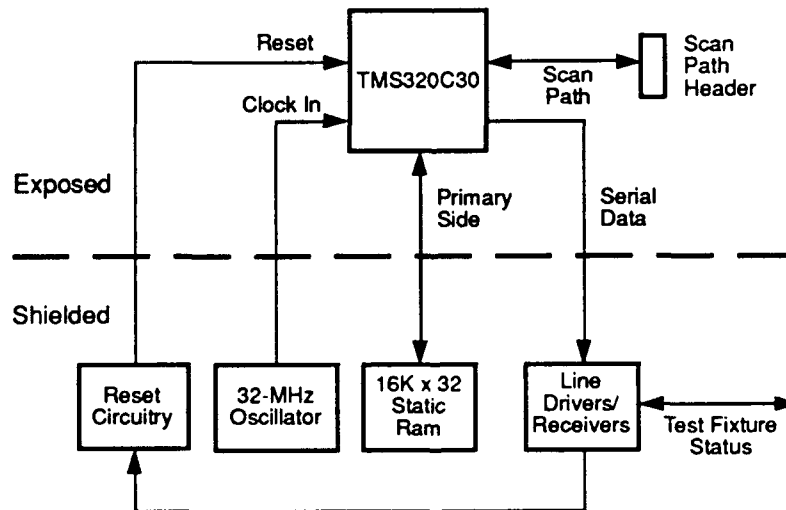 Reset
TMS320C30
Scan
Path
Header
Scan
Path
Clock In
Exposed
Primary
Side
Serial
Data
Shielded
Reset
Circuitry
32-MHz
Oscillator
16K x 32
Static
Ram
Line
Drivers/
Receivers
Test Fixture
Status